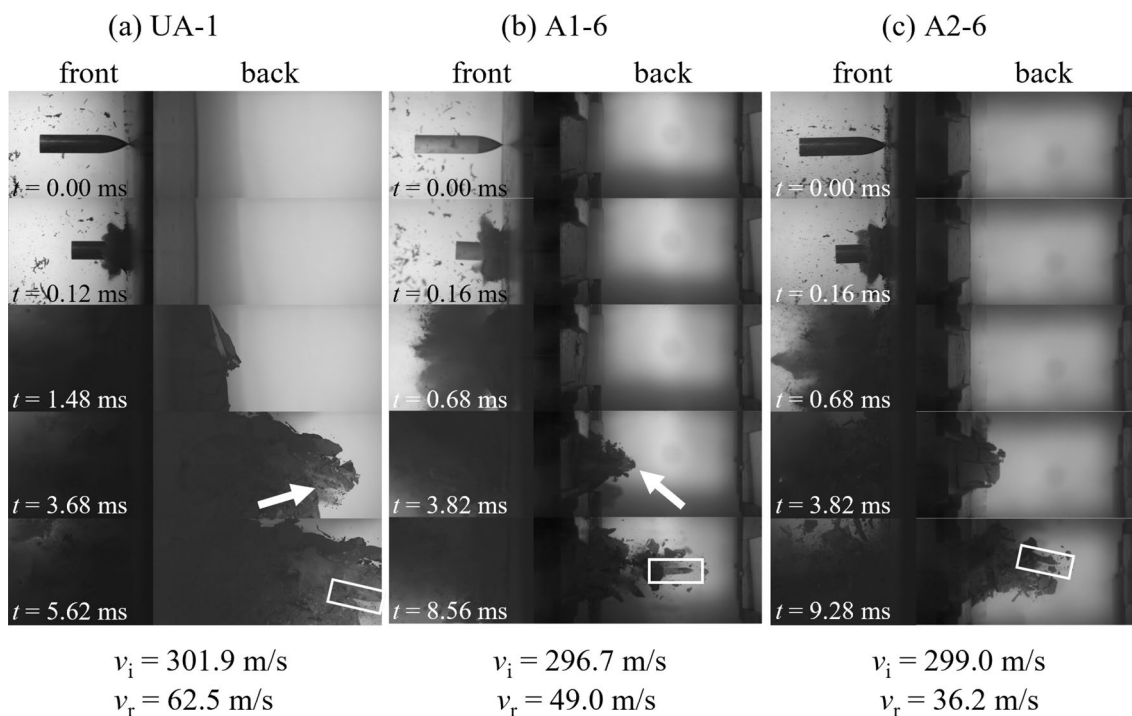 (a) UA-1
(b) A1-6
(c) A2-6
front back front back front back
t = 0.00 ms t = 0.00 ms t = 0.00 ms
t = 0.12 ms t = 0.16 ms t = 0.16 ms
t = 1.48 ms t = 0.68 ms t = 0.68 ms
t = 3.68 ms t = 3.82 ms t = 3.82 ms
t = 5.62 ms t = 8.56 ms t = 9.28 ms
vi = 301.9 m/s vi = 296.7 m/s vi = 299.0 m/s
vr = 62.5 m/s vr = 49.0 m/s vr = 36.2 m/s